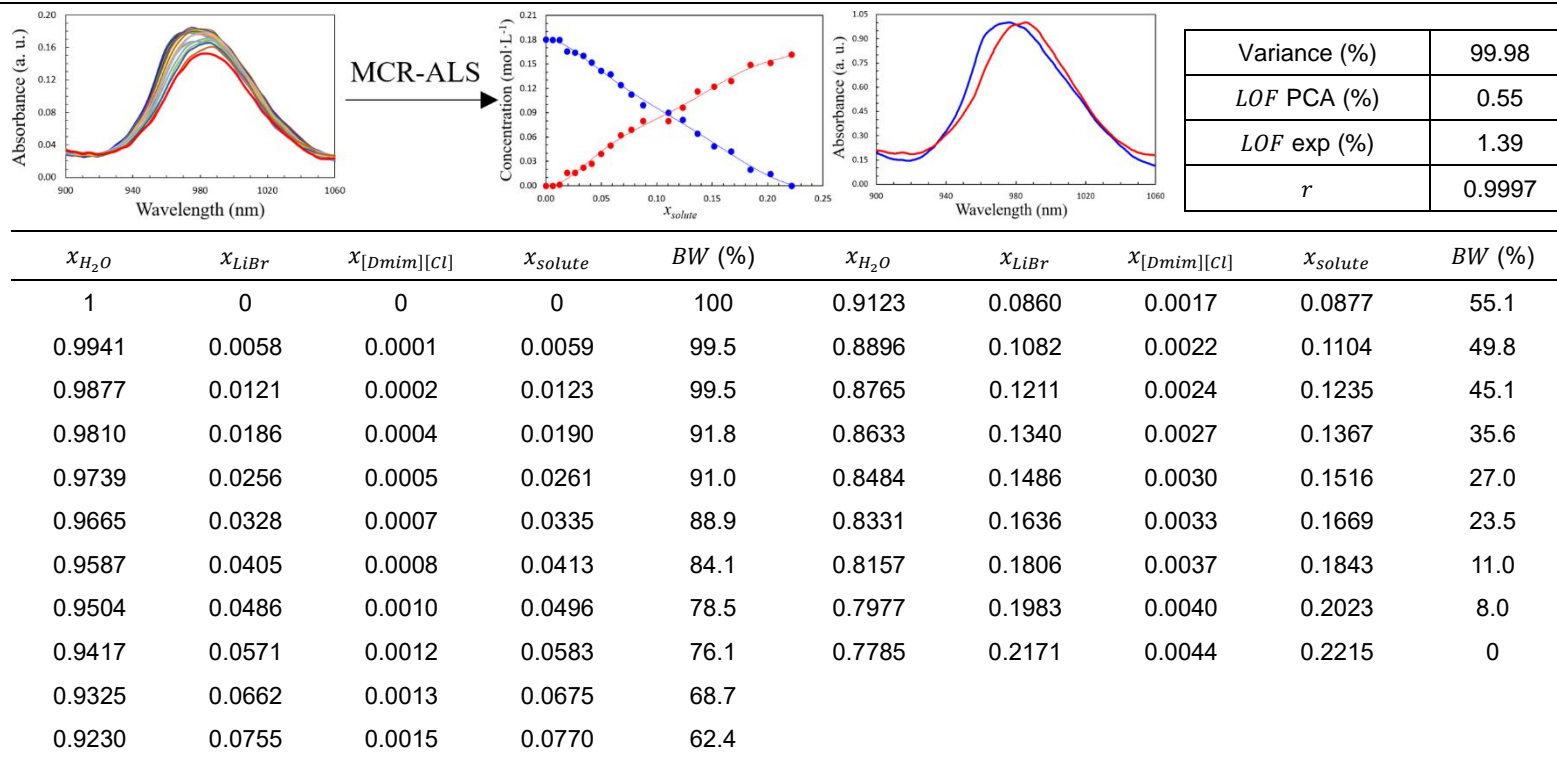 Absorbance (a. u.)
0.20
0.16
0.12
0.08
0.04
0.00
900 940 980 1020 1060
Wavelength (nm)
MCR-ALS
Concentration (mol·L⁻¹)
0.21
0.18
0.15
0.12
0.09
0.06
0.03
0.00
0.00 0.05 0.10 0.15 0.20 0.25
x_solute
Absorbance (a. u.)
1.05
0.90
0.75
0.60
0.45
0.30
0.15
0.00
900 940 980 1020 1060
Wavelength (nm)
Variance (%) 99.98
LOF PCA (%) 0.55
LOF exp (%) 1.39
r 0.9997
x_H₂O x_LiBr x_[Dmim][Cl] x_solute BW (%) x_H₂O x_LiBr x_[Dmim][Cl] x_solute BW (%)
1 0 0 0 100 0.9123 0.0860 0.0017 0.0877 55.1
0.9941 0.0058 0.0001 0.0059 99.5 0.8896 0.1082 0.0022 0.1104 49.8
0.9877 0.0121 0.0002 0.0123 99.5 0.8765 0.1211 0.0024 0.1235 45.1
0.9810 0.0186 0.0004 0.0190 91.8 0.8633 0.1340 0.0027 0.1367 35.6
0.9739 0.0256 0.0005 0.0261 91.0 0.8484 0.1486 0.0030 0.1516 27.0
0.9665 0.0328 0.0007 0.0335 88.9 0.8331 0.1636 0.0033 0.1669 23.5
0.9587 0.0405 0.0008 0.0413 84.1 0.8157 0.1806 0.0037 0.1843 11.0
0.9504 0.0486 0.0010 0.0496 78.5 0.7977 0.1983 0.0040 0.2023 8.0
0.9417 0.0571 0.0012 0.0583 76.1 0.7785 0.2171 0.0044 0.2215 0
0.9325 0.0662 0.0013 0.0675 68.7
0.9230 0.0755 0.0015 0.0770 62.4